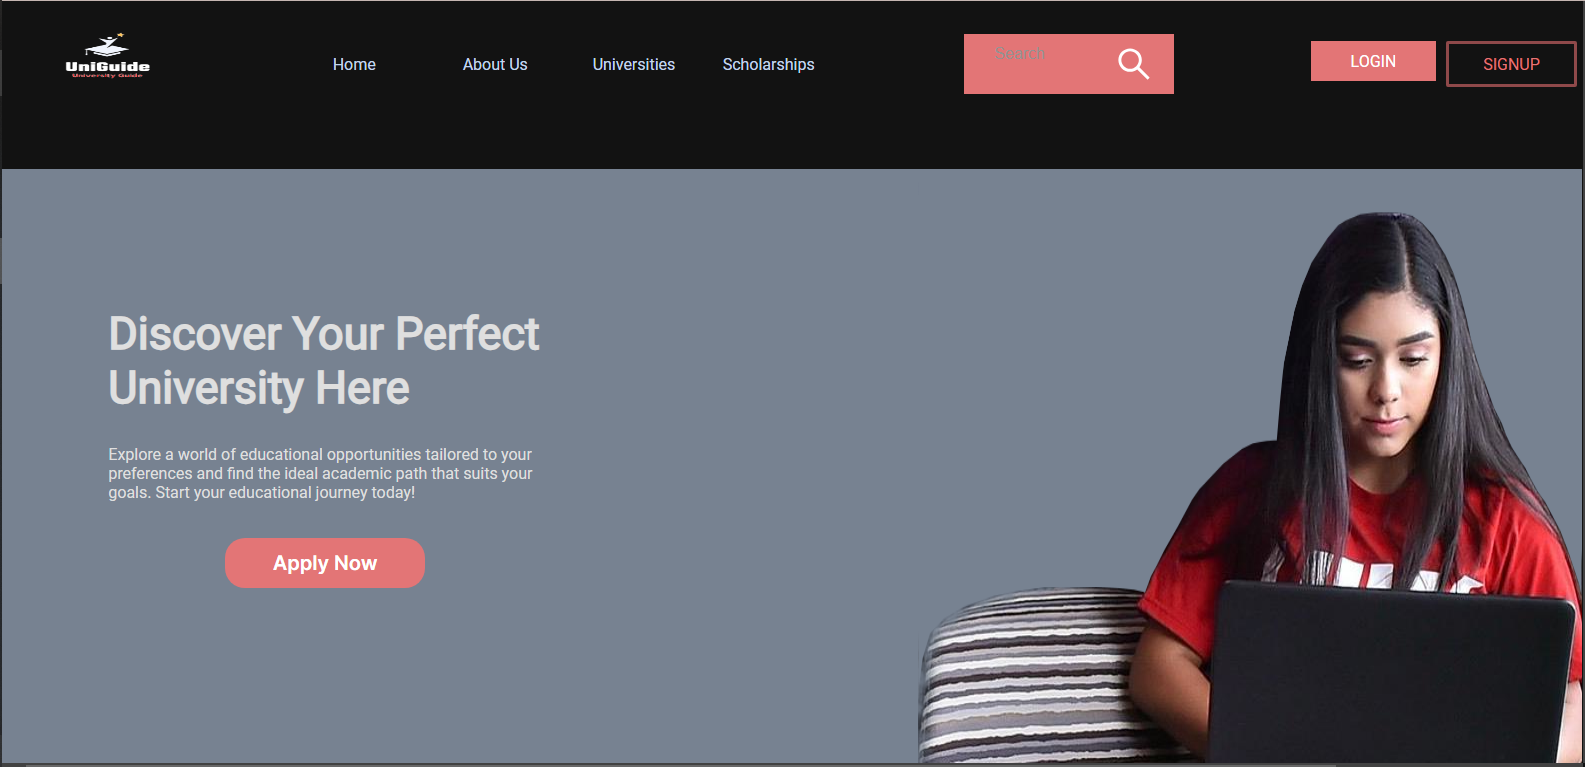 UniGuide
University Guide
Home
About Us
Universities
Scholarships
Search
LOGIN
SIGNUP
Discover Your Perfect
University Here
Explore a world of educational opportunities tailored to your
preferences and find the ideal academic path that suits your
goals. Start your educational journey today!
Apply Now